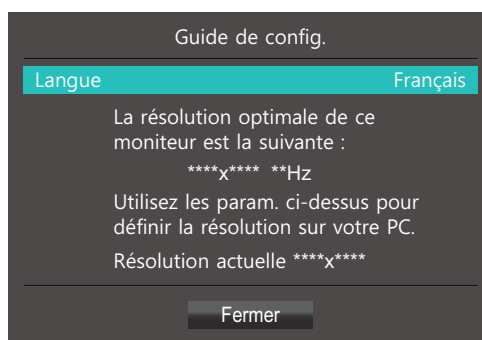 Guide de config.
Langue Français
La résolution optimale de ce
moniteur est la suivante :
****x**** **Hz
Utilisez les param. ci-dessus pour
définir la résolution sur votre PC.
Résolution actuelle ****x****
Fermer